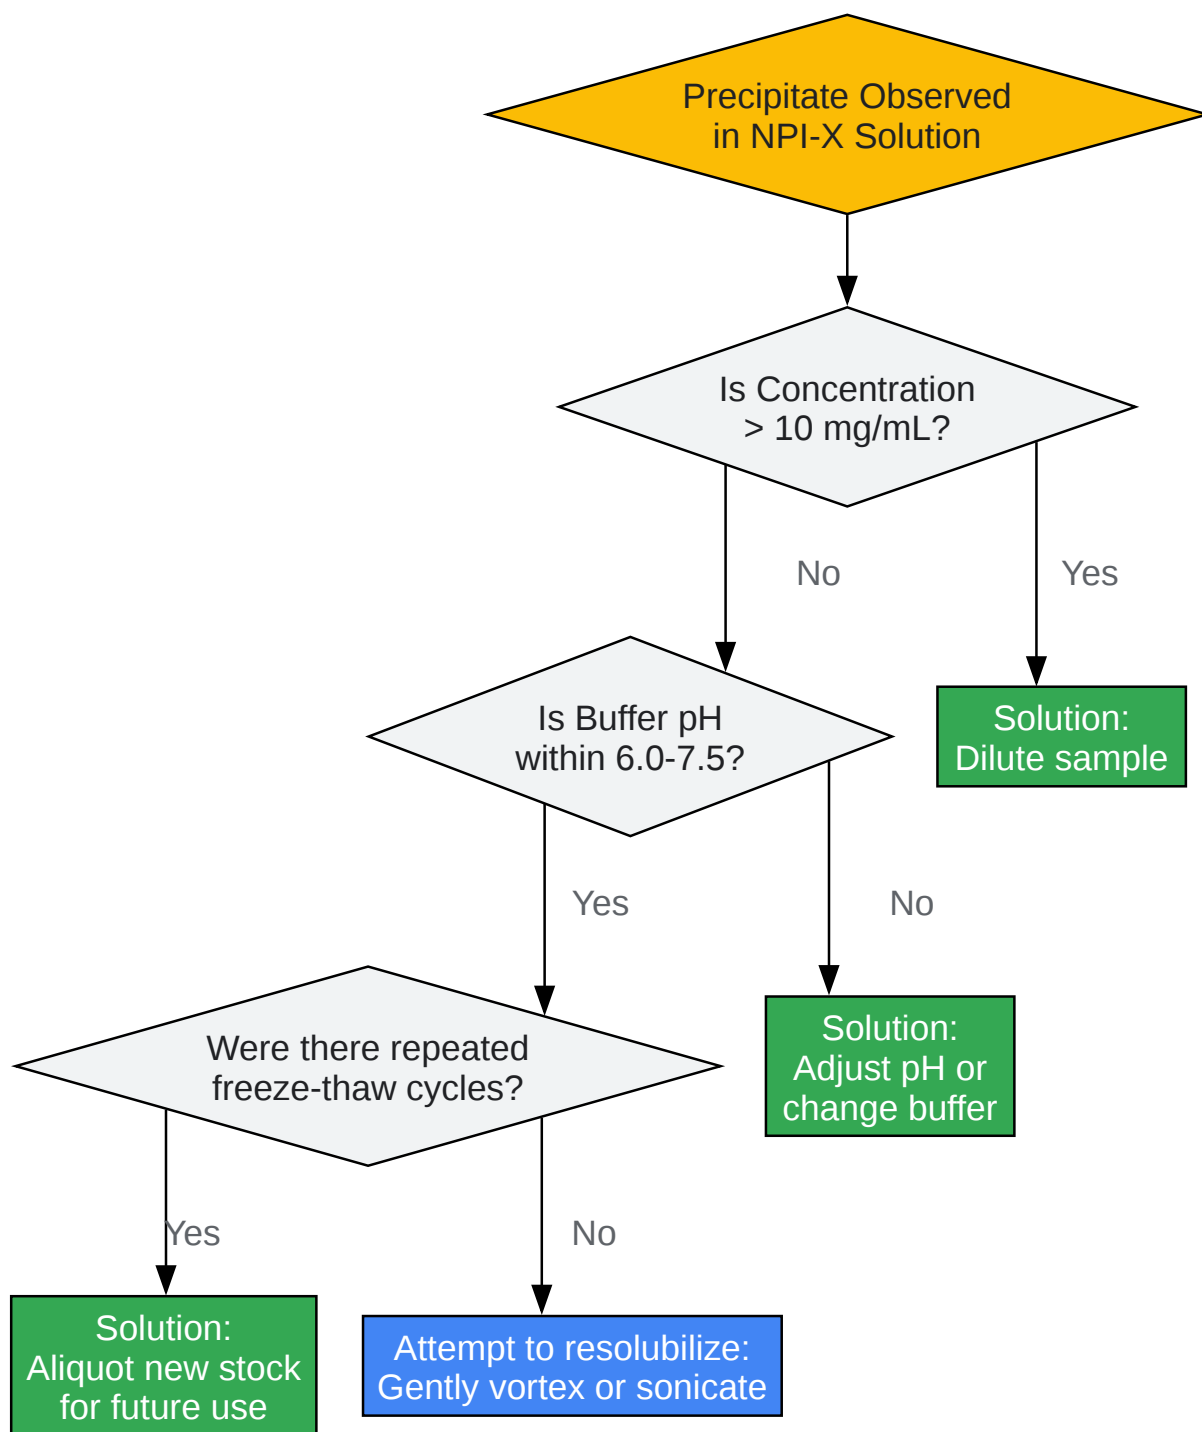 Precipitate Observed
in NPI-X Solution
Is Concentration
> 10 mg/mL?
No
Yes
Is Buffer pH
within 6.0-7.5?
Solution:
Dilute sample
Yes
No
Were there repeated
freeze-thaw cycles?
Solution:
Adjust pH or
change buffer
Yes
No
Solution:
Aliquot new stock
for future use
Attempt to resolubilize:
Gently vortex or sonicate